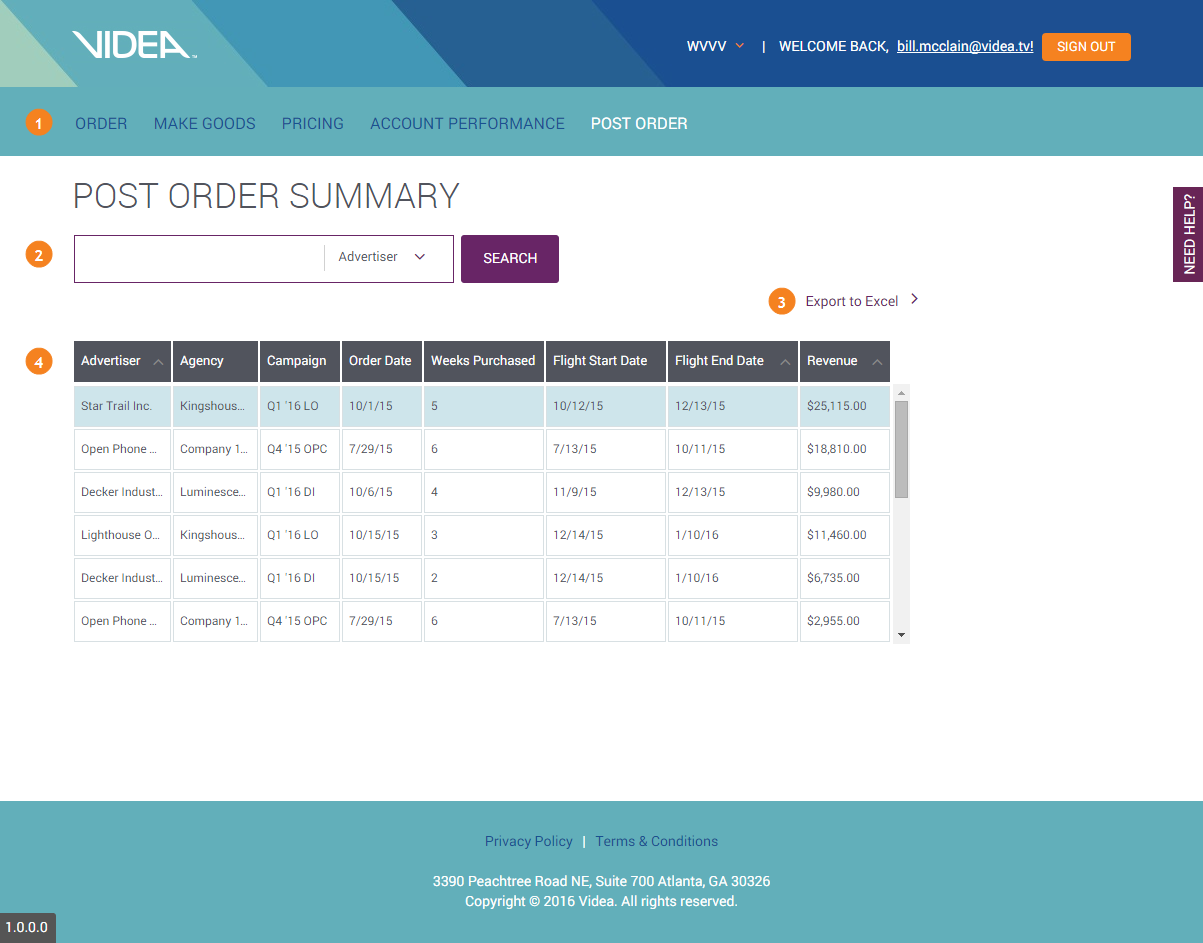 VIDEA™
WVVV | WELCOME BACK, bill.mcclain@videa.tv! SIGN OUT
1 ORDER MAKE GOODS PRICING ACCOUNT PERFORMANCE POST ORDER
POST ORDER SUMMARY
NEED HELP?
2 Advertiser SEARCH
3 Export to Excel
4 Advertiser Agency Campaign Order Date Weeks Purchased Flight Start Date Flight End Date Revenue
Star Trail Inc. Kingshous... Q1 '16 LO 10/1/15 5 10/12/15 12/13/15 $25,115.00
Open Phone ... Company 1... Q4 '15 OPC 7/29/15 6 7/13/15 10/11/15 $18,810.00
Decker Indust... Luminesce... Q1 '16 DI 10/6/15 4 11/9/15 12/13/15 $9,980.00
Lighthouse O... Kingshous... Q1 '16 LO 10/15/15 3 12/14/15 1/10/16 $11,460.00
Decker Indust... Luminesce... Q1 '16 DI 10/15/15 2 12/14/15 1/10/16 $6,735.00
Open Phone ... Company 1... Q4 '15 OPC 7/29/15 6 7/13/15 10/11/15 $2,955.00
Privacy Policy | Terms & Conditions
3390 Peachtree Road NE, Suite 700 Atlanta, GA 30326
Copyright © 2016 Videa. All rights reserved.
1.0.0.0